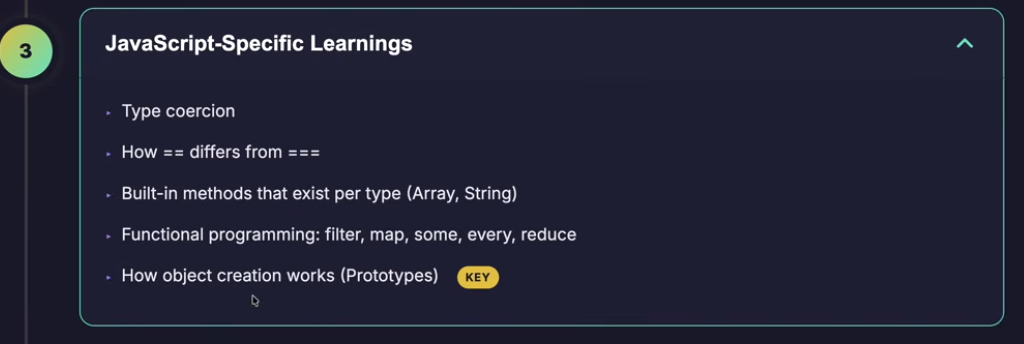 3
JavaScript-Specific Learnings
Type coercion
How == differs from ===
Built-in methods that exist per type (Array, String)
Functional programming: filter, map, some, every, reduce
How object creation works (Prototypes) KEY